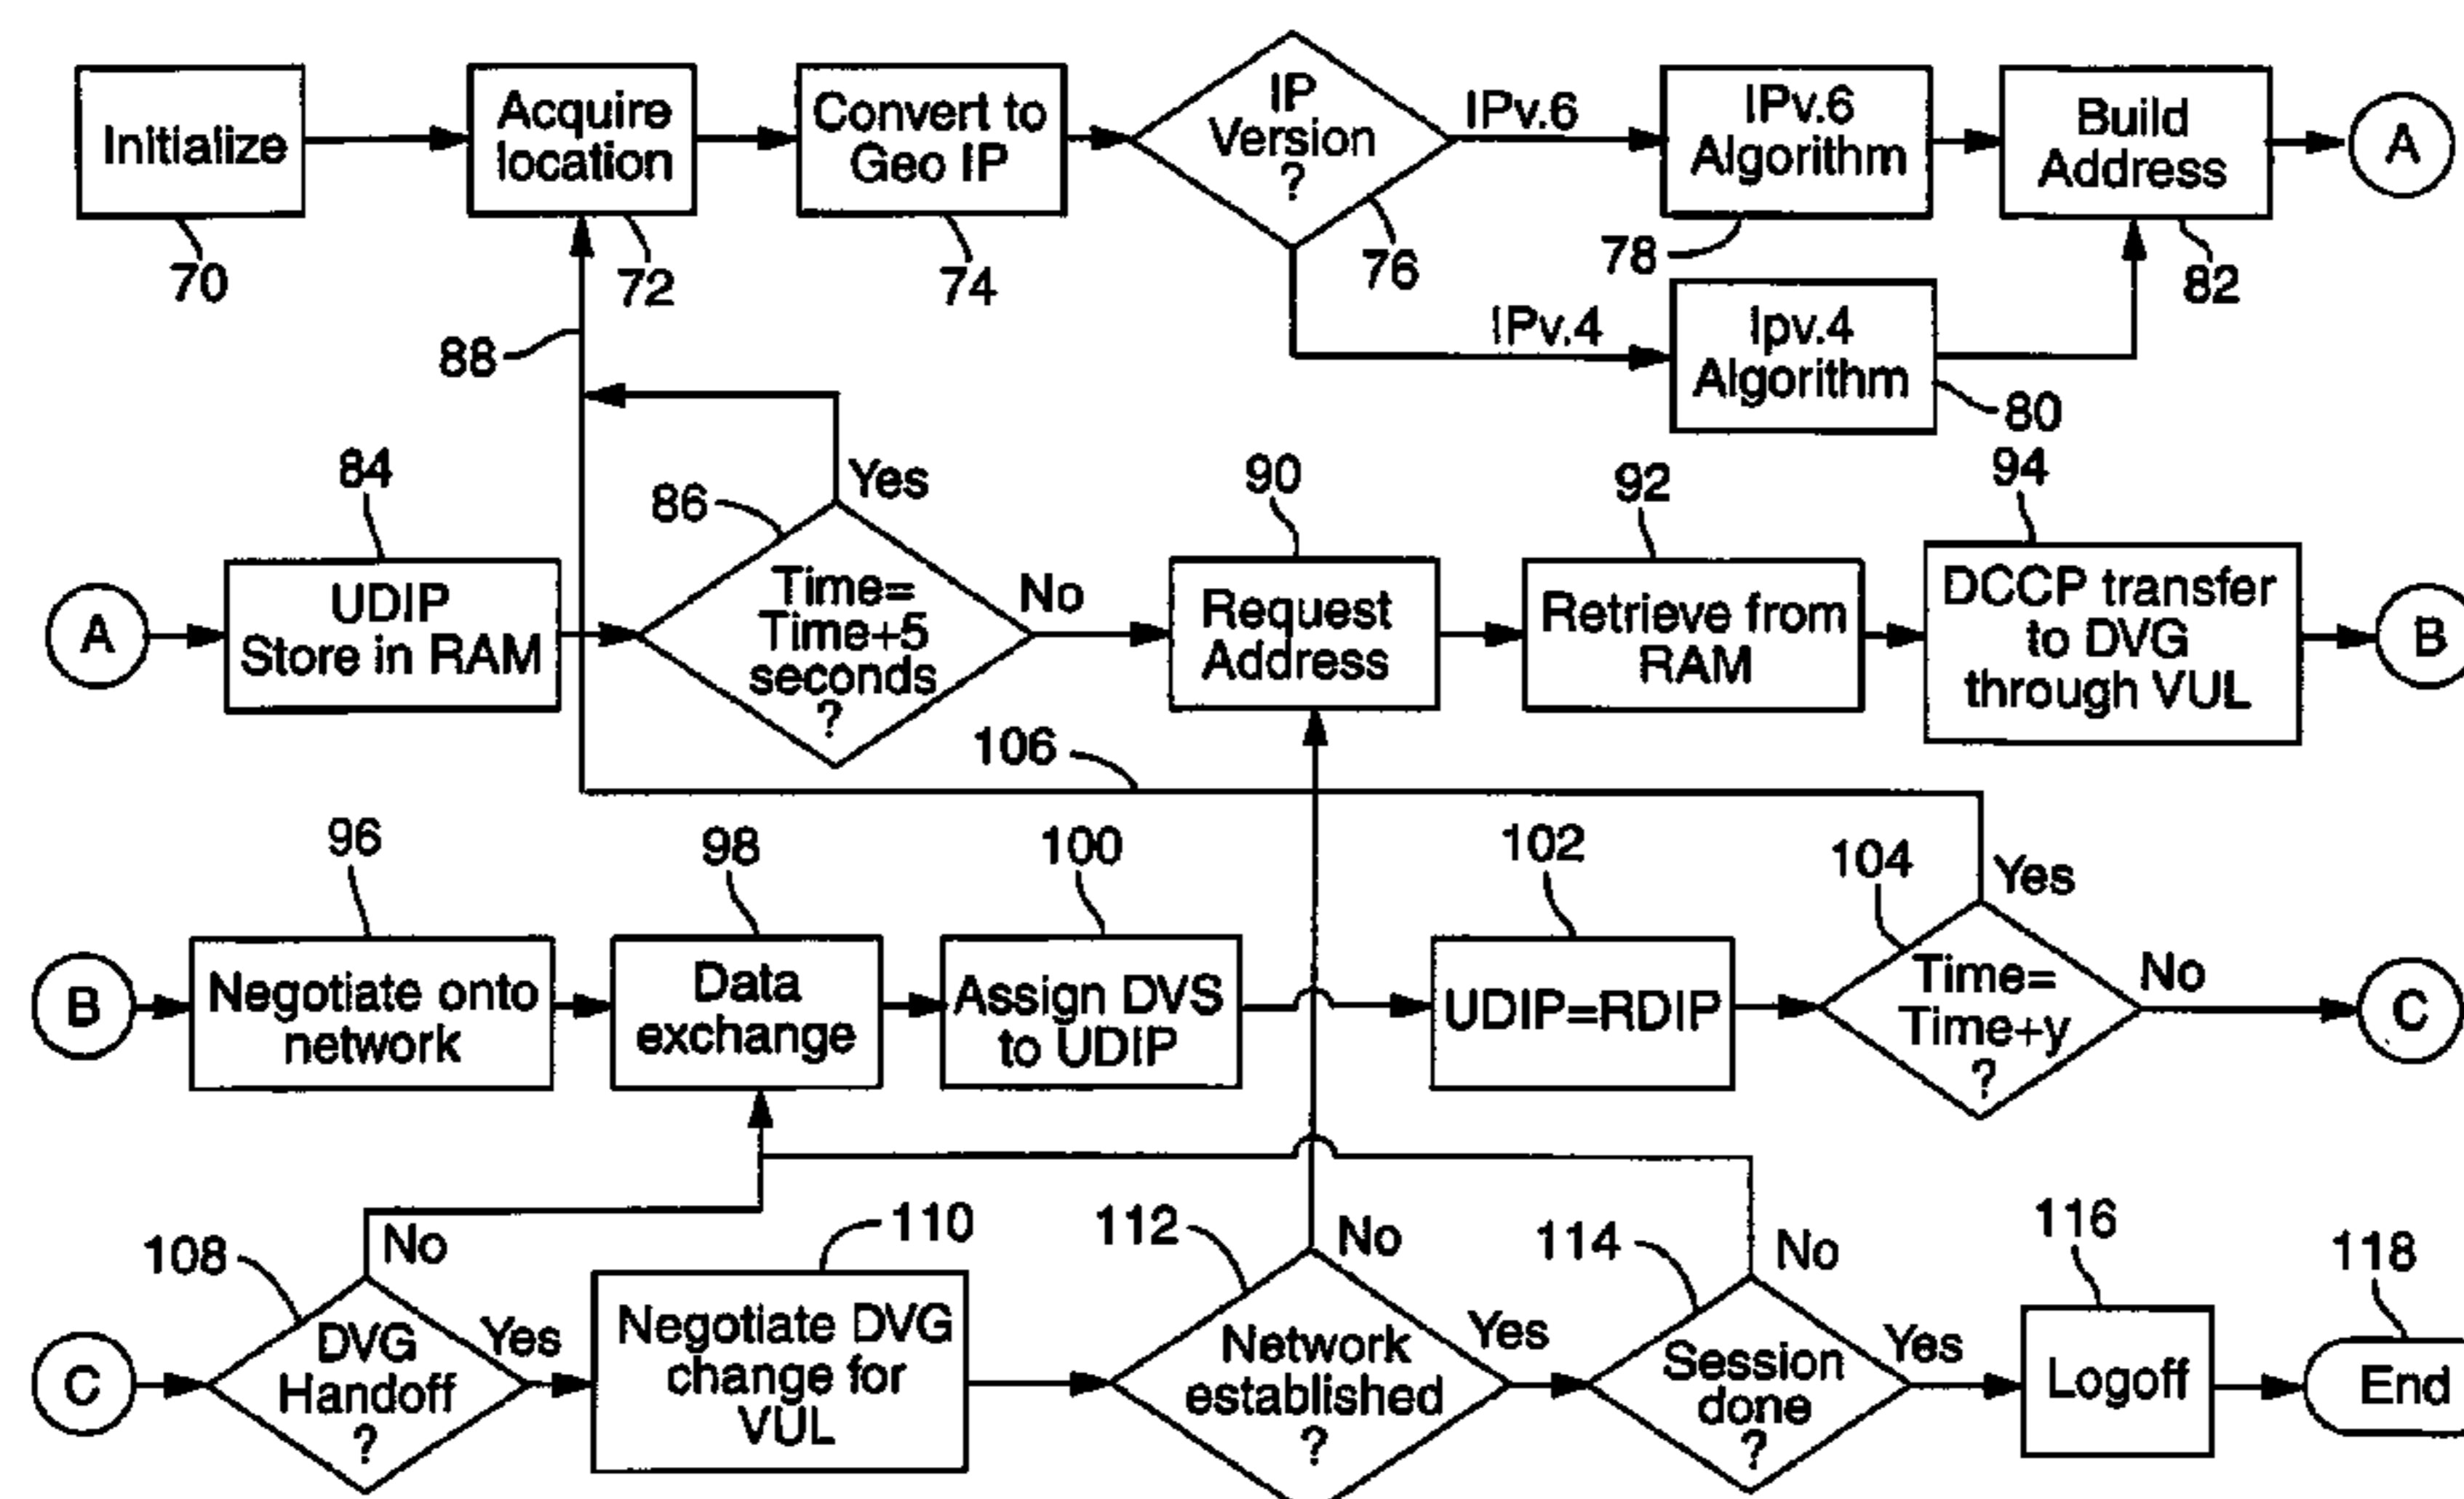 Initialize
70
Acquire
location
72
Convert to
Geo IP
74
IP
Version
?
76
IPv.6
IPv.6
Algorithm
78
Build
Address
82
A
IPv.4
Ipv.4
Algorithm
80
88
A
84
UDIP
Store in RAM
86
Yes
Time=
Time+5
seconds
?
No
90
Request
Address
92
Retrieve from
RAM
94
DCCP transfer
to DVG
through VUL
B
106
B
96
Negotiate onto
network
98
Data
exchange
100
Assign DVS
to UDIP
102
UDIP=RDIP
104
Yes
Time=
Time+y
?
No
C
C
108
No
DVG
Handoff
?
Yes
110
Negotiate DVG
change for
VUL
112
No
Network
established
?
Yes
114
No
Session
done
?
Yes
116
Logoff
118
End